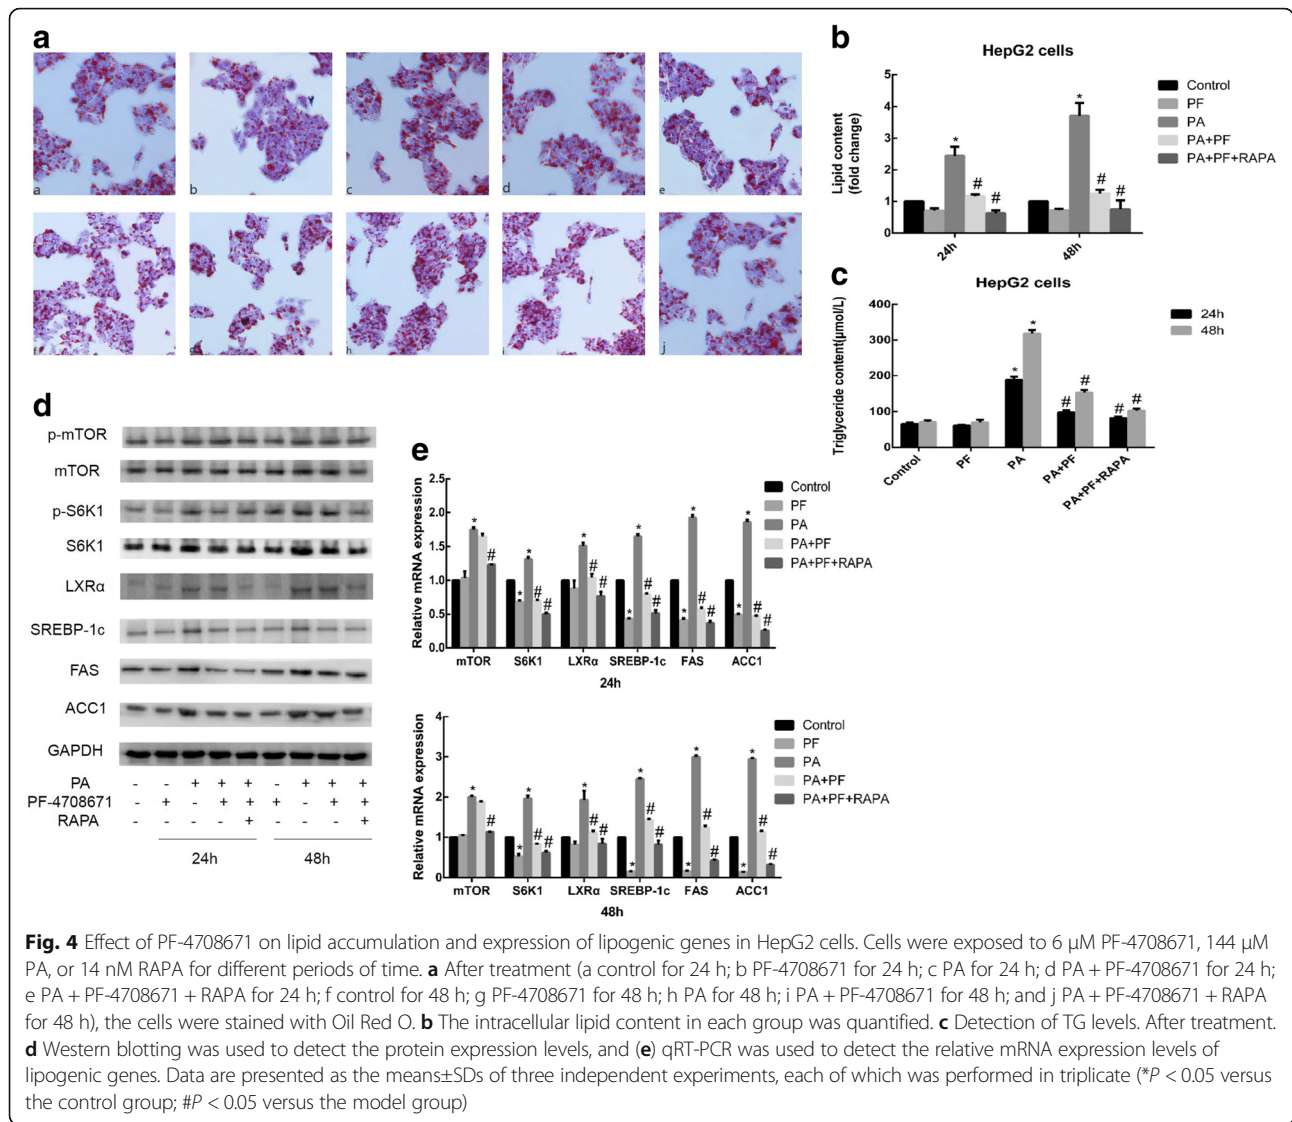 a
a
b
c
d
e
f
g
h
i
j
b
HepG2 cells
Lipid content
(fold change)
5
4
3
2
1
0
*
#
#
*
#
#
24h
48h
Control
PF
PA
PA+PF
PA+PF+RAPA
c
HepG2 cells
Triglyceride content(μmol/L)
400
300
200
100
0
*
*
#
#
#
#
Control
PF
PA
PA+PF
PA+PF+RAPA
24h
48h
d
p-mTOR
mTOR
p-S6K1
S6K1
LXRα
SREBP-1c
FAS
ACC1
GAPDH
PA - - + + + - + + +
PF-4708671 - + - + + + - + +
RAPA - - - - + - - - +
24h 48h
e
Relative mRNA expression
2.5
2.0
1.5
1.0
0.5
0.0
* #
* * # #
* # #
* * # #
* * # #
* * # #
mTOR S6K1 LXRα SREBP-1c FAS ACC1
24h
Control
PF
PA
PA+PF
PA+PF+RAPA
Relative mRNA expression
4
3
2
1
0
* #
* * # #
* # #
* * # #
* * # #
* * # #
mTOR S6K1 LXRα SREBP-1c FAS ACC1
48h
Control
PF
PA
PA+PF
PA+PF+RAPA
Fig. 4 Effect of PF-4708671 on lipid accumulation and expression of lipogenic genes in HepG2 cells. Cells were exposed to 6 μM PF-4708671, 144 μM
PA, or 14 nM RAPA for different periods of time. a After treatment (a control for 24 h; b PF-4708671 for 24 h; c PA for 24 h; d PA + PF-4708671 for 24 h;
e PA + PF-4708671 + RAPA for 24 h; f control for 48 h; g PF-4708671 for 48 h; h PA for 48 h; i PA + PF-4708671 for 48 h; and j PA + PF-4708671 + RAPA
for 48 h), the cells were stained with Oil Red O. b The intracellular lipid content in each group was quantified. c Detection of TG levels. After treatment.
d Western blotting was used to detect the protein expression levels, and (e) qRT-PCR was used to detect the relative mRNA expression levels of
lipogenic genes. Data are presented as the means±SDs of three independent experiments, each of which was performed in triplicate (*P < 0.05 versus
the control group; #P < 0.05 versus the model group)